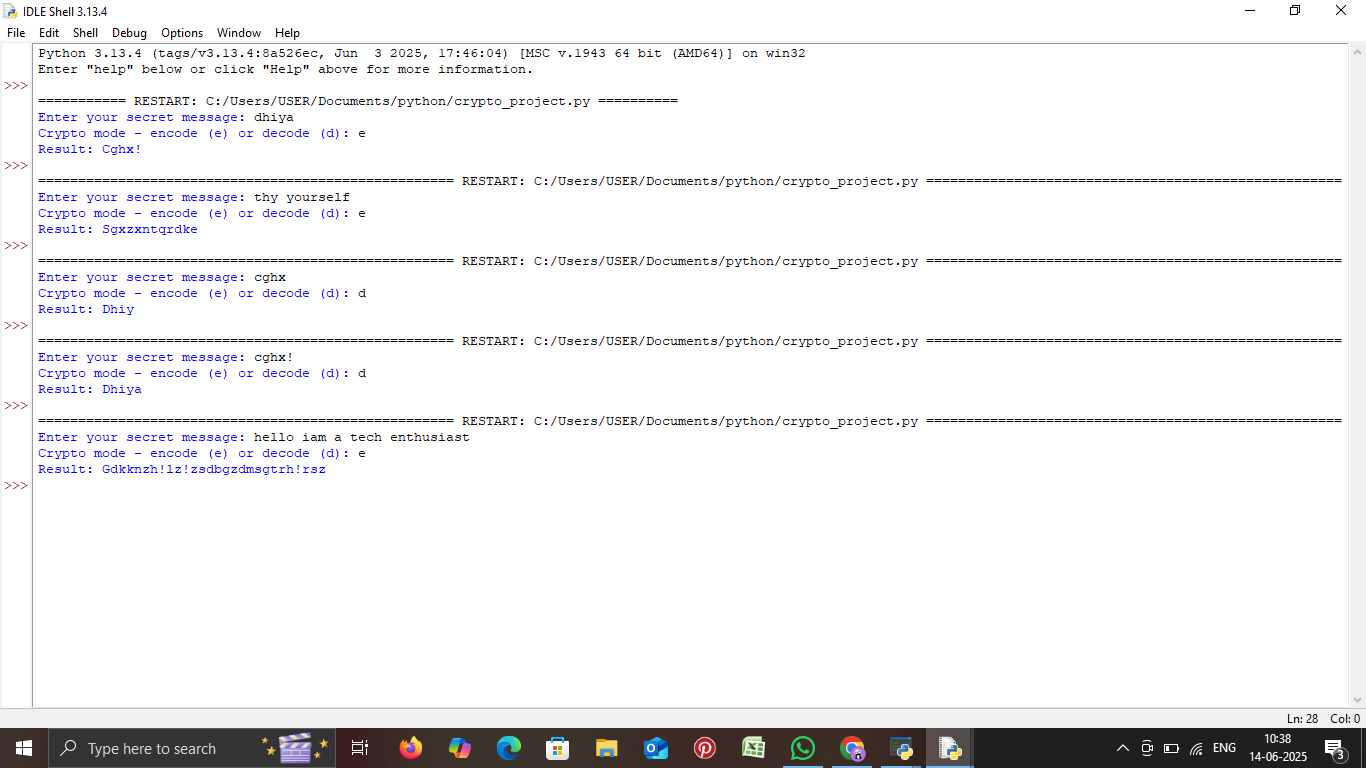 IDLE Shell 3.13.4
File Edit Shell Debug Options Window Help
Python 3.13.4 (tags/v3.13.4:8a526ec, Jun  3 2025, 17:46:04) [MSC v.1943 64 bit (AMD64)] on win32
Enter "help" below or click "Help" above for more information.
>>>
=========== RESTART: C:/Users/USER/Documents/python/crypto_project.py ==========
Enter your secret message: dhiya
Crypto mode - encode (e) or decode (d): e
Result: Cghx!
>>>
==================================================== RESTART: C:/Users/USER/Documents/python/crypto_project.py ====================================================
Enter your secret message: thy yourself
Crypto mode - encode (e) or decode (d): e
Result: Sgxzxntqrdke
>>>
==================================================== RESTART: C:/Users/USER/Documents/python/crypto_project.py ====================================================
Enter your secret message: cghx
Crypto mode - encode (e) or decode (d): d
Result: Dhiy
>>>
==================================================== RESTART: C:/Users/USER/Documents/python/crypto_project.py ====================================================
Enter your secret message: cghx!
Crypto mode - encode (e) or decode (d): d
Result: Dhiya
>>>
==================================================== RESTART: C:/Users/USER/Documents/python/crypto_project.py ====================================================
Enter your secret message: hello iam a tech enthusiast
Crypto mode - encode (e) or decode (d): e
Result: Gdkknzh!lz!zsdbgzdmsgtrh!rsz
>>>
Ln: 28 Col: 0
Type here to search
ENG
10:38
14-06-2025
3